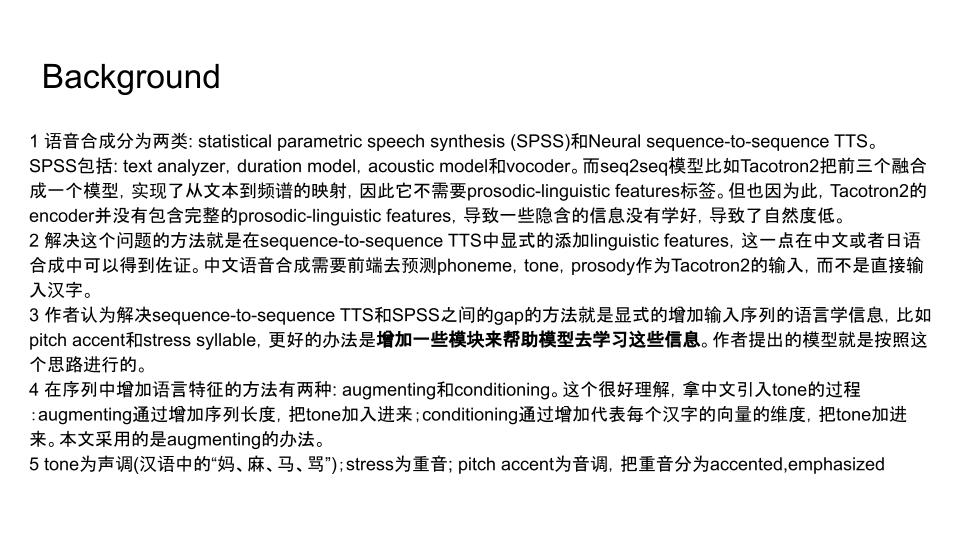 Background
1 语音合成分为两类: statistical parametric speech synthesis (SPSS)和Neural sequence-to-sequence TTS。
SPSS包括: text analyzer，duration model，acoustic model和vocoder。而seq2seq模型比如Tacotron2把前三个融合
成一个模型，实现了从文本到频谱的映射，因此它不需要prosodic-linguistic features标签。但也因为此，Tacotron2的
encoder并没有包含完整的prosodic-linguistic features，导致一些隐含的信息没有学好，导致了自然度低。
2 解决这个问题的方法就是在sequence-to-sequence TTS中显式的添加linguistic features，这一点在中文或者日语
合成中可以得到佐证。中文语音合成需要前端去预测phoneme，tone，prosody作为Tacotron2的输入，而不是直接输
入汉字。
3 作者认为解决sequence-to-sequence TTS和SPSS之间的gap的方法就是显式的增加输入序列的语言学信息，比如
pitch accent和stress syllable，更好的办法是增加一些模块来帮助模型去学习这些信息。作者提出的模型就是按照这
个思路进行的。
4 在序列中增加语言特征的方法有两种: augmenting和conditioning。这个很好理解，拿中文引入tone的过程
：augmenting通过增加序列长度，把tone加入进来；conditioning通过增加代表每个汉字的向量的维度，把tone加进
来。本文采用的是augmenting的办法。
5 tone为声调(汉语中的“妈、麻、马、骂”)；stress为重音; pitch accent为音调，把重音分为accented,emphasized